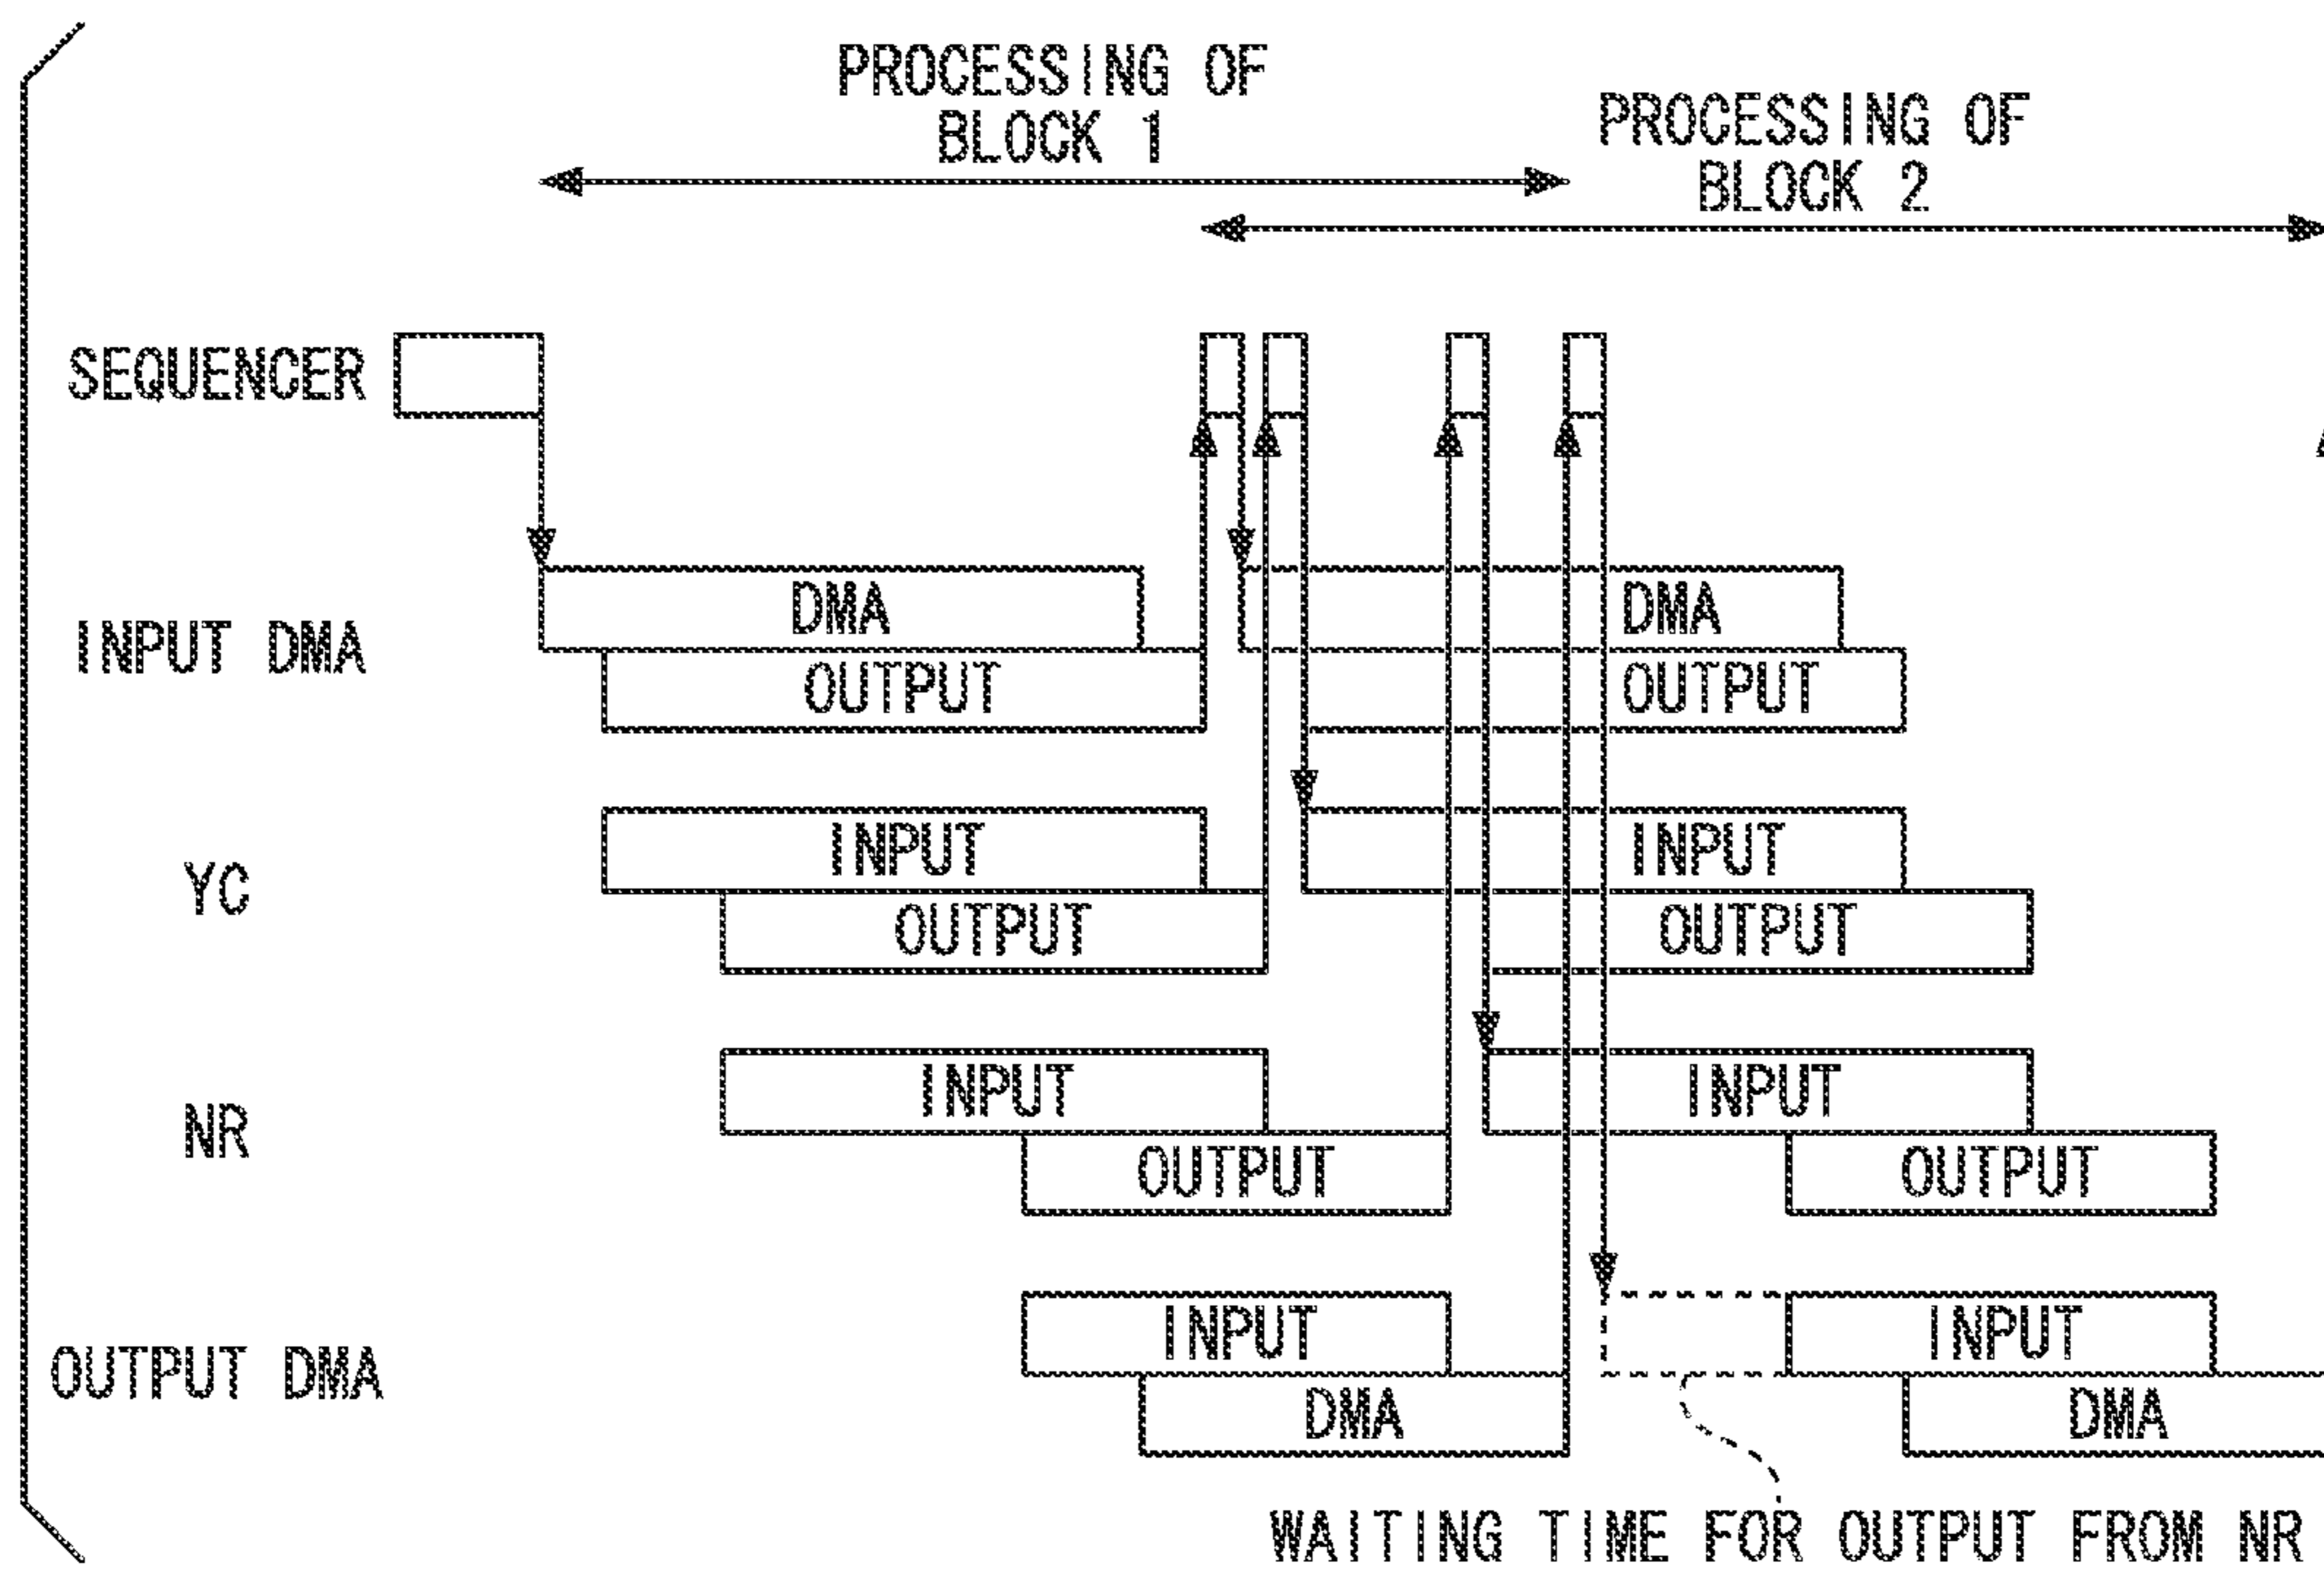 PROCESSING OF
BLOCK 1
PROCESSING OF
BLOCK 2
SEQUENCER
INPUT DMA
DMA
DMA
OUTPUT
OUTPUT
YC
INPUT
INPUT
OUTPUT
OUTPUT
NR
INPUT
INPUT
OUTPUT
OUTPUT
OUTPUT DMA
INPUT
INPUT
DMA
DMA
WAITING TIME FOR OUTPUT FROM NR